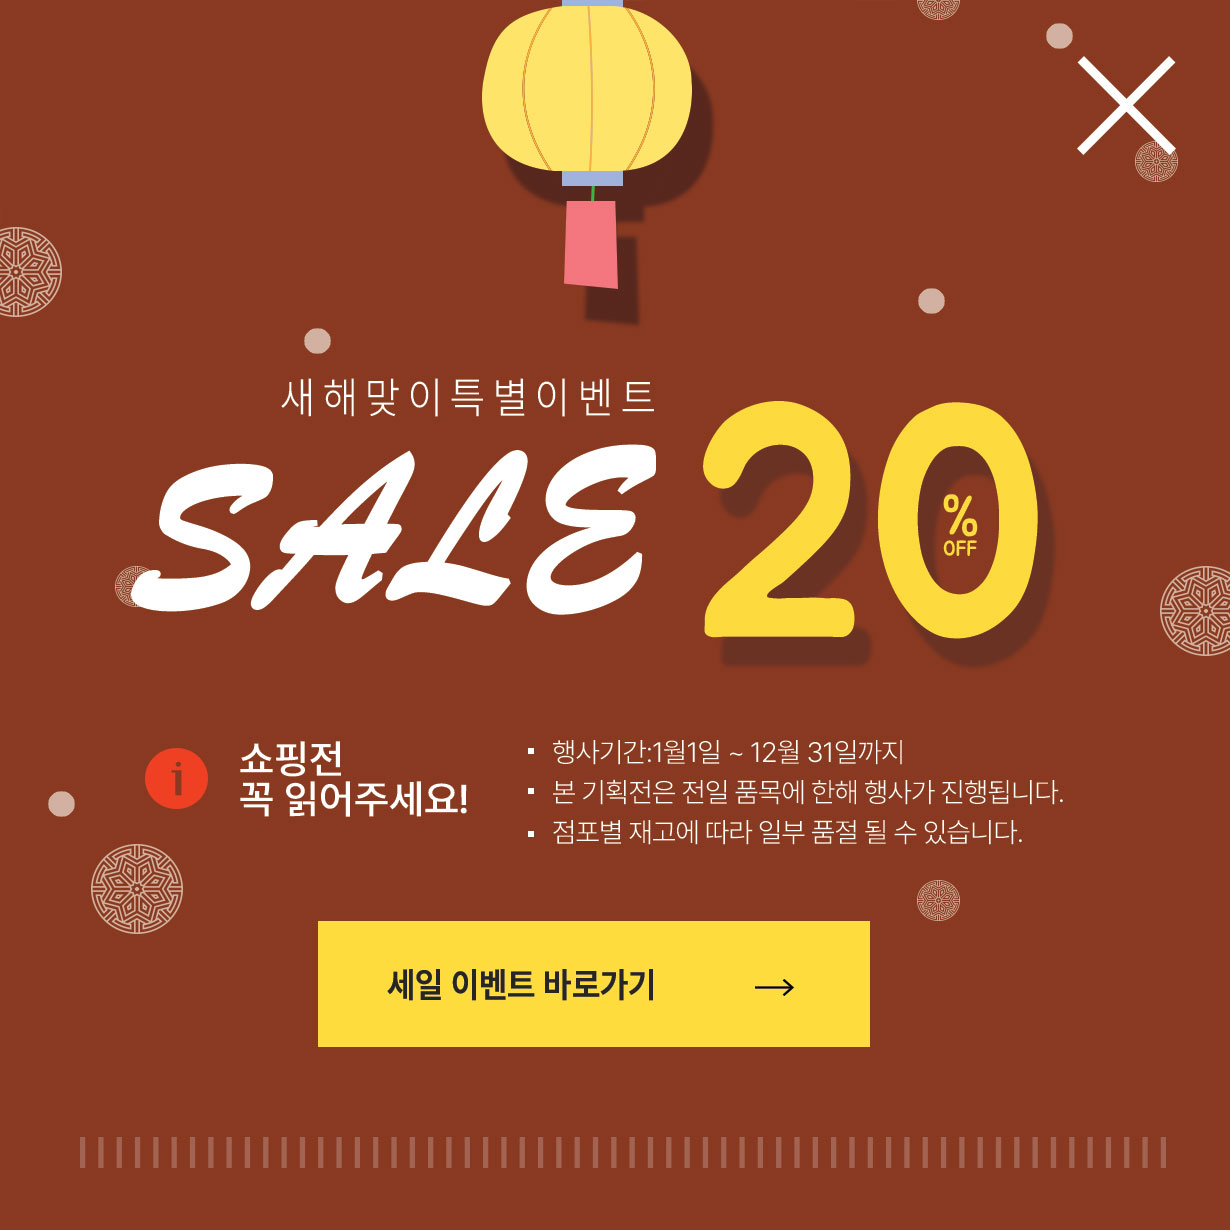 새해맞이특별이벤트
SALE
20
%
OFF
i
쇼핑전
꼭 읽어주세요!
행사기간:1월1일 ~ 12월 31일까지
본 기획전은 전일 품목에 한해 행사가 진행됩니다.
점포별 재고에 따라 일부 품절 될 수 있습니다.
세일 이벤트 바로가기